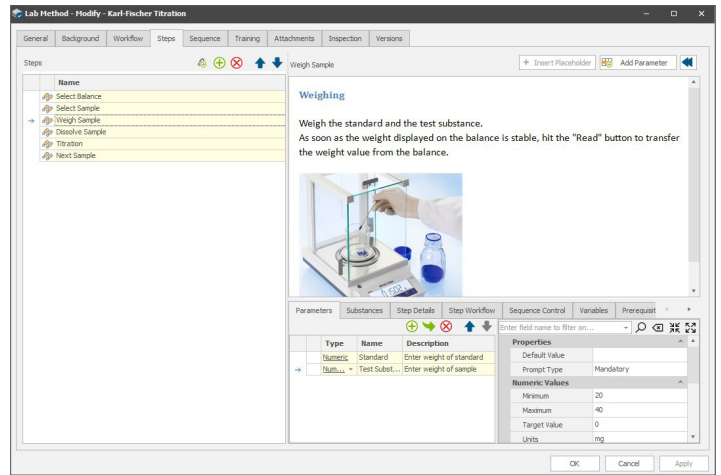 Lab Method - Modify - Karl-Fischer Titration
General Background Workflow Steps Sequence Training Attachments Inspection Versions
Steps
Name
Select Balance
Select Sample
Weigh Sample
Dissolve Sample
Titration
Next Sample
Weigh Sample
+ Insert Placeholder Add Parameter
Weighing
Weigh the standard and the test substance.
As soon as the weight displayed on the balance is stable, hit the "Read" button to transfer
the weight value from the balance.
Parameters Substances Step Details Step Workflow Sequence Control Variables Prerequisit
Enter field name to filter on...
Type Name Description
Numeric Standard Enter weight of standard
Num... Test Subst... Enter weight of sample
Properties
Default Value
Prompt Type Mandatory
Numeric Values
Minimum 20
Maximum 40
Target Value 0
Units mg
OK Cancel Apply